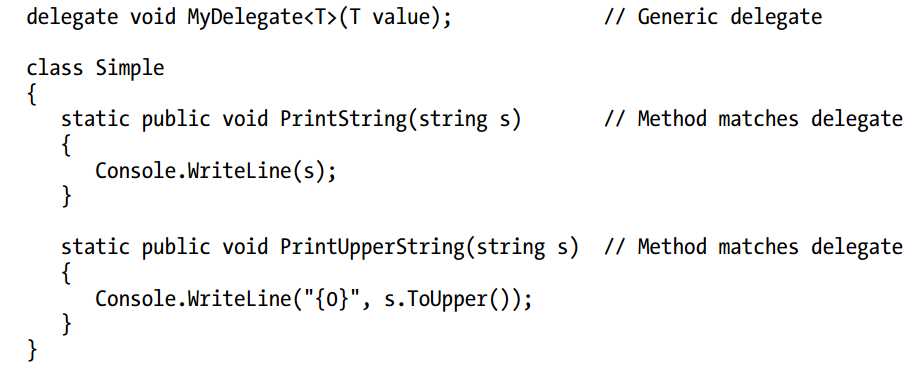 delegate void MyDelegate<T>(T value);                // Generic delegate
class Simple
{
   static public void PrintString(string s)          // Method matches delegate
   {
      Console.WriteLine(s);
   }
   static public void PrintUpperString(string s)  // Method matches delegate
   {
      Console.WriteLine("{0}", s.ToUpper());
   }
}